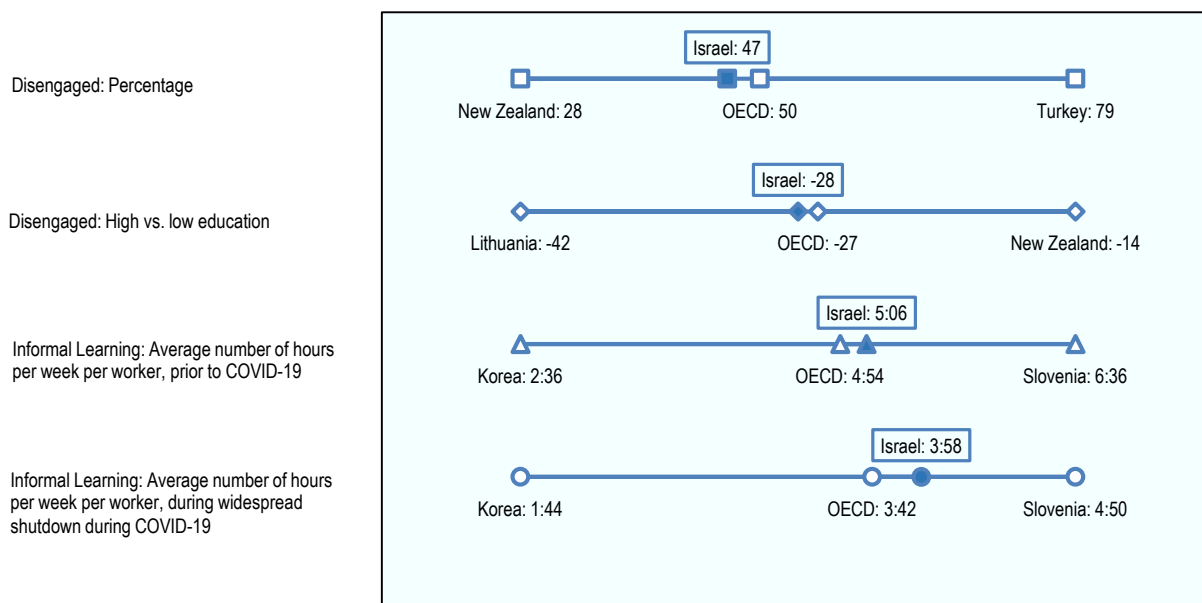 Israel: 47
Disengaged: Percentage
New Zealand: 28
OECD: 50
Turkey: 79
Israel: -28
Disengaged: High vs. low education
Lithuania: -42
OECD: -27
New Zealand: -14
Israel: 5:06
Informal Learning: Average number of hours
per week per worker, prior to COVID-19
Korea: 2:36
OECD: 4:54
Slovenia: 6:36
Israel: 3:58
Informal Learning: Average number of hours
per week per worker, during widespread
shutdown during COVID-19
Korea: 1:44
OECD: 3:42
Slovenia: 4:50